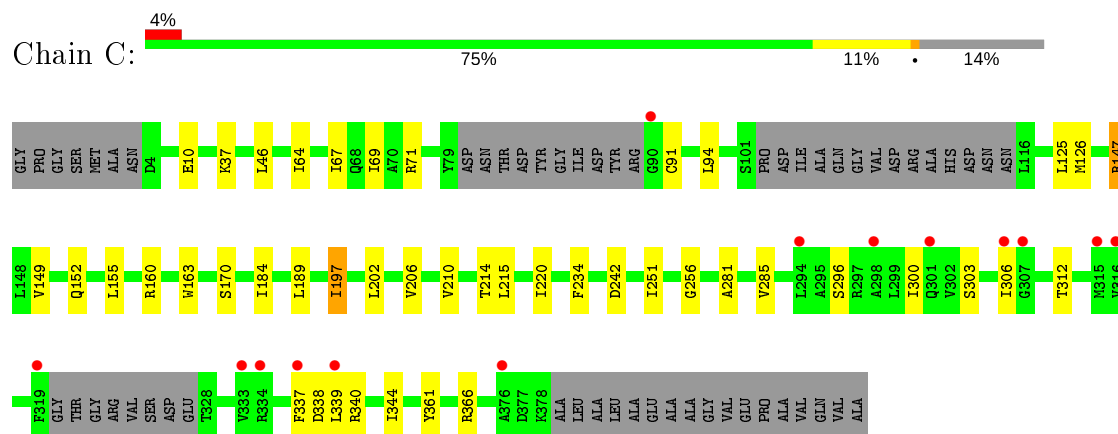 4%
Chain C:
75% 11% • 14%
GLY PRO GLY SER MET ALA ASN D4 E10 K37 L46 I64 I67 Q68 I69 A70 R71 Y79 ASP ASN THR ASP TYR GLY ILE ASP TYR ARG G90 C91 L94 S101 PRO ASP ILE ALA GLN GLY VAL ASP ARG ALA HIS ASP ASN ASN L116 L125 M126 R147
L148 V149 Q152 L155 R160 W163 S170 I184 L189 I197 L202 V206 V210 T214 L215 I220 F234 D242 I251 G256 A281 V285 L294 A295 S296 R297 A298 L299 I300 Q301 V302 S303 I306 G307 T312 M315 V316
F319 GLY THR GLY ARG VAL SER ASP GLU T328 V333 R334 F337 D338 L339 R340 I344 Y361 R366 A376 D377 K378 ALA LEU ALA LEU ALA GLU ALA ALA GLY VAL GLU PRO ALA VAL GLN VAL ALA